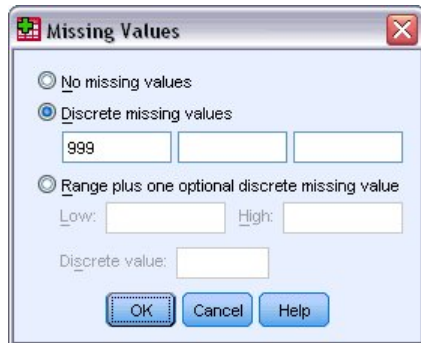 Missing Values
No missing values
Discrete missing values
999
Range plus one optional discrete missing value
Low: High:
Discrete value:
OK Cancel Help